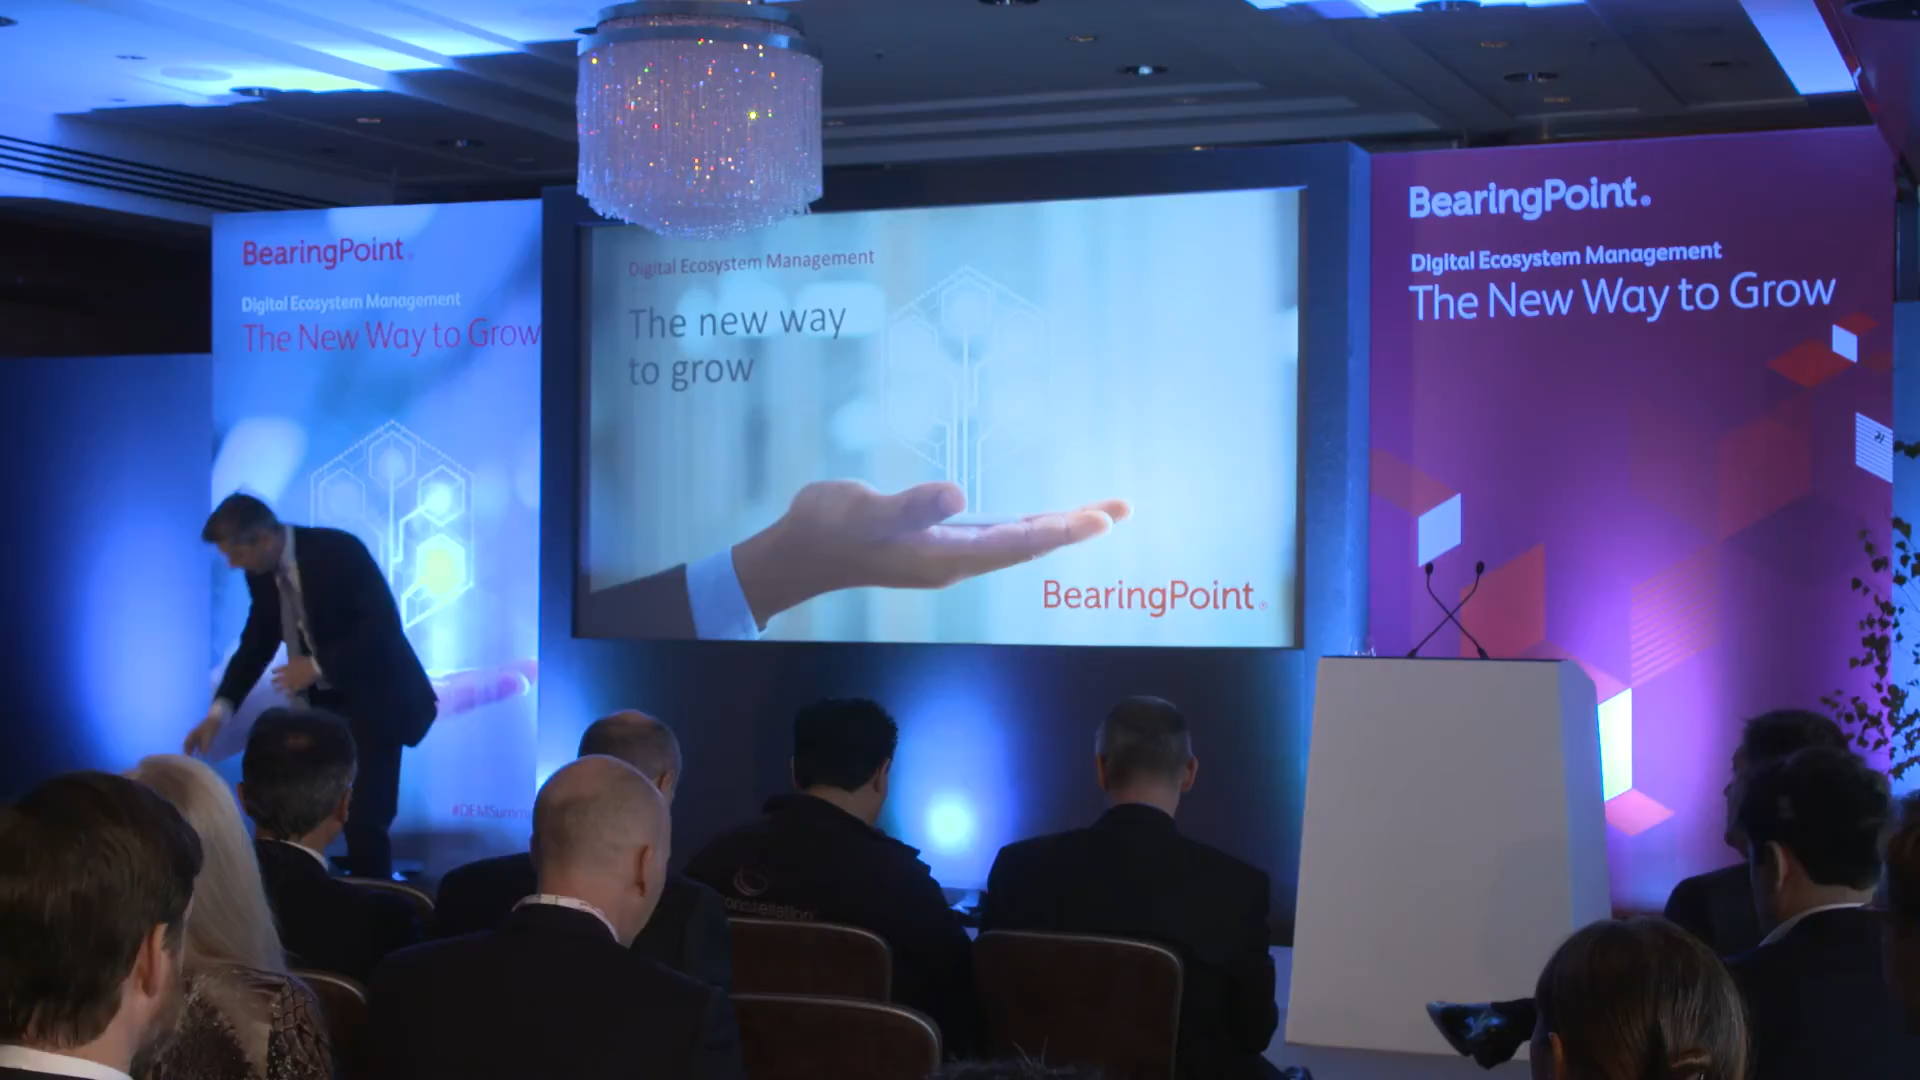 BearingPoint
Digital Ecosystem Management
The New Way to Grow
Digital Ecosystem Management
The new way
to grow
BearingPoint®
BearingPoint®
Digital Ecosystem Management
The New Way to Grow